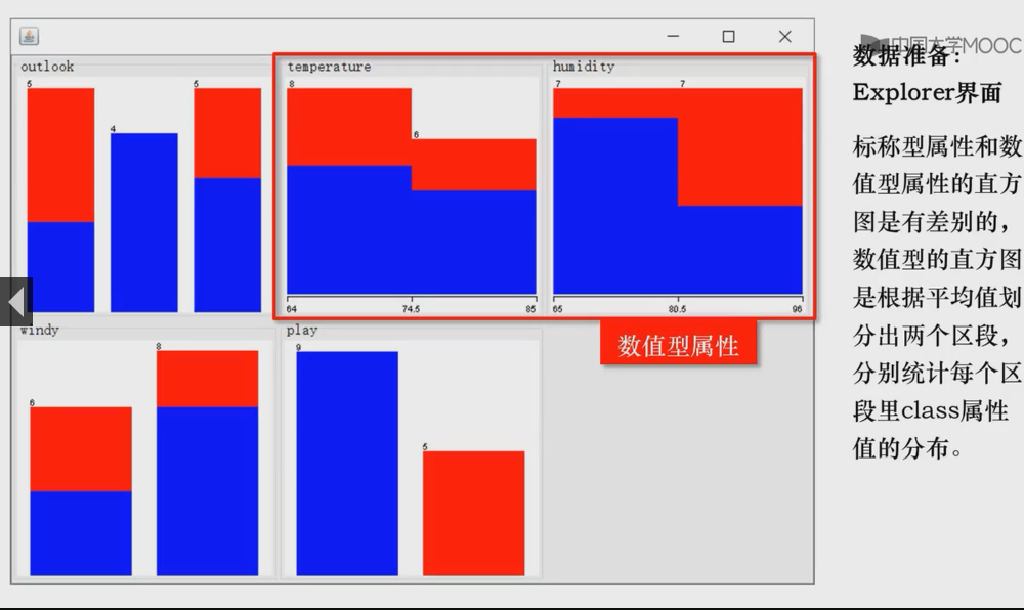 中国大学MOOC
数据准备：
Explorer界面
标称型属性和数
值型属性的直方
图是有差别的，
数值型的直方图
是根据平均值划
分出两个区段，
分别统计每个区
段里class属性
值的分布。
outlook
5
4
5
temperature
8
6
64
74.5
85
humidity
7
7
65
80.5
96
数值型属性
windy
6
8
play
9
5